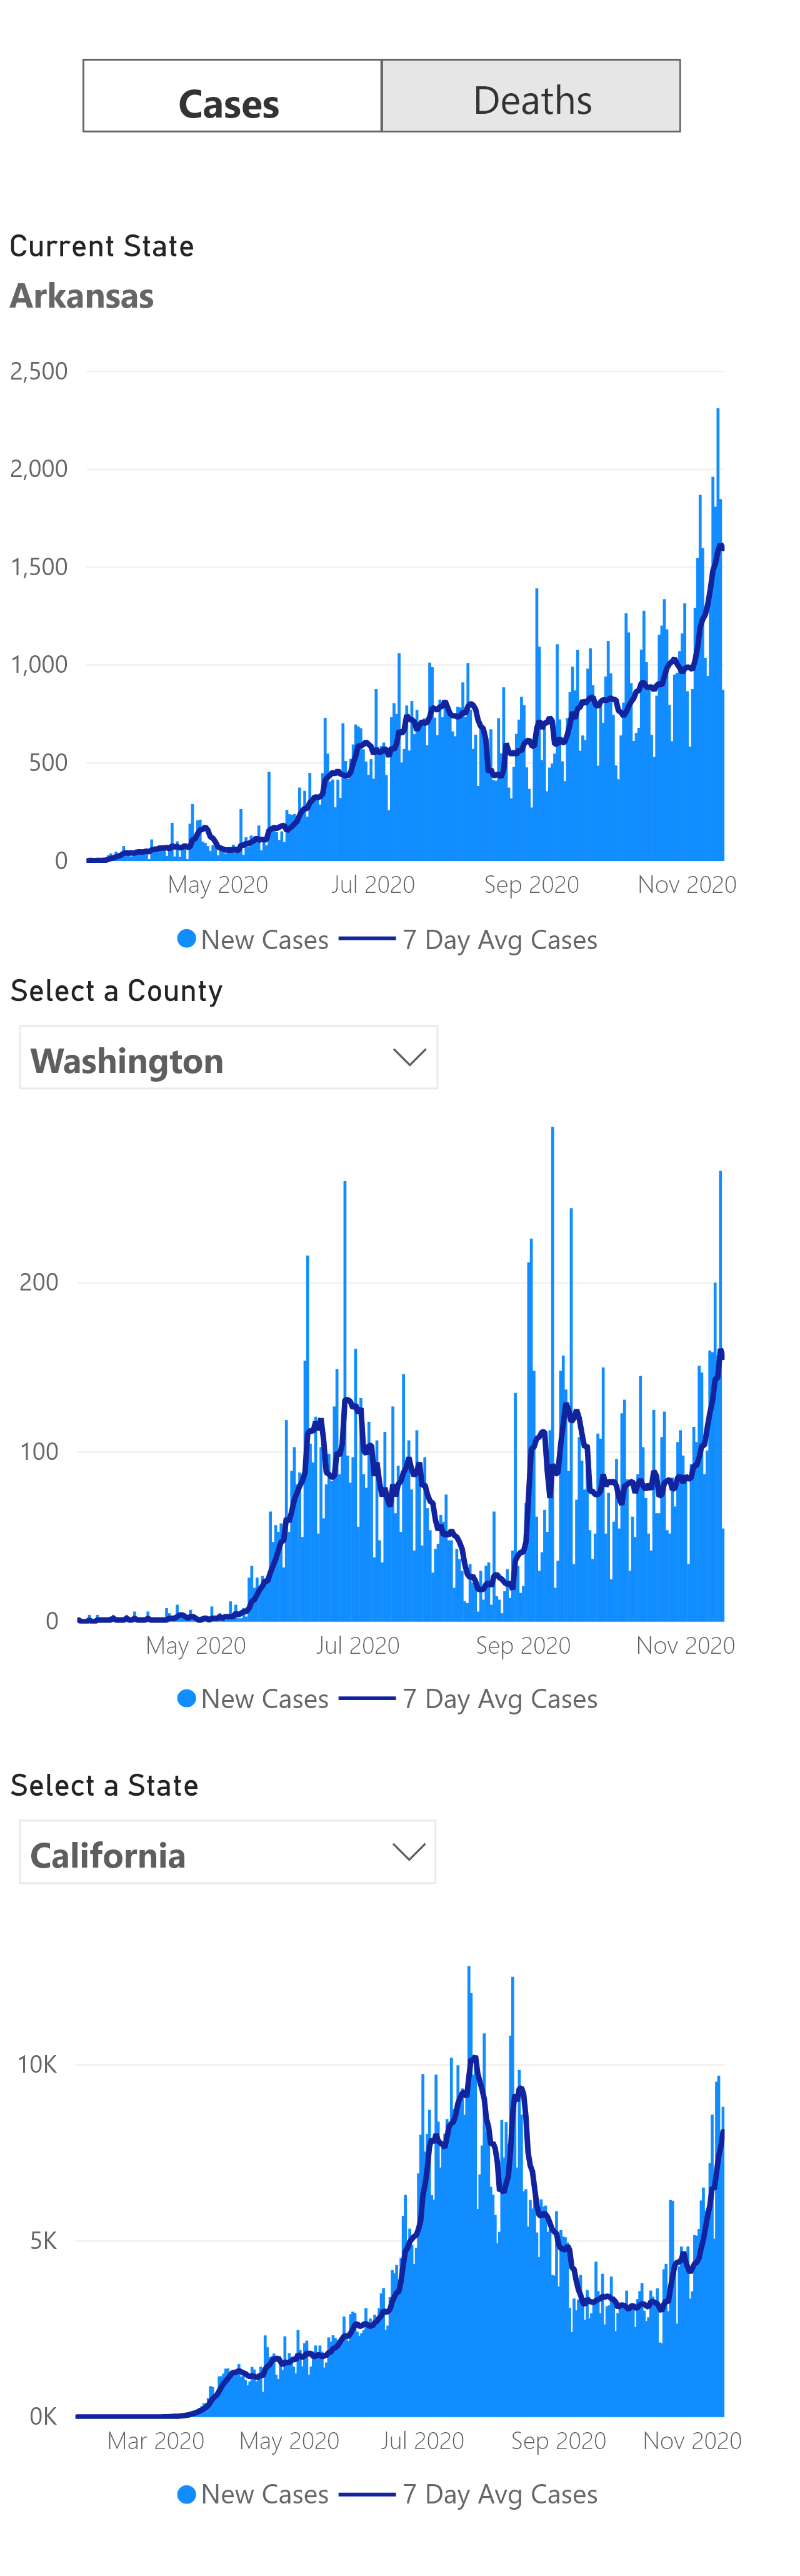 Cases Deaths
Current State
Arkansas
2,500
2,000
1,500
1,000
500
0
May 2020 Jul 2020 Sep 2020 Nov 2020
New Cases 7 Day Avg Cases
Select a County
Washington
200
100
0
May 2020 Jul 2020 Sep 2020 Nov 2020
New Cases 7 Day Avg Cases
Select a State
California
10K
5K
0K
Mar 2020 May 2020 Jul 2020 Sep 2020 Nov 2020
New Cases 7 Day Avg Cases